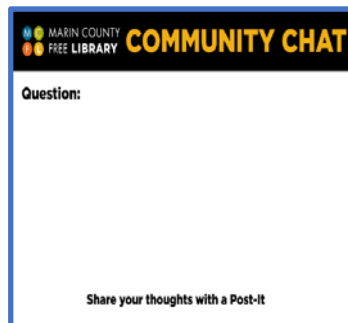 M C MARIN COUNTY
F L FREE LIBRARY
COMMUNITY CHAT
Question:
Share your thoughts with a Post-It